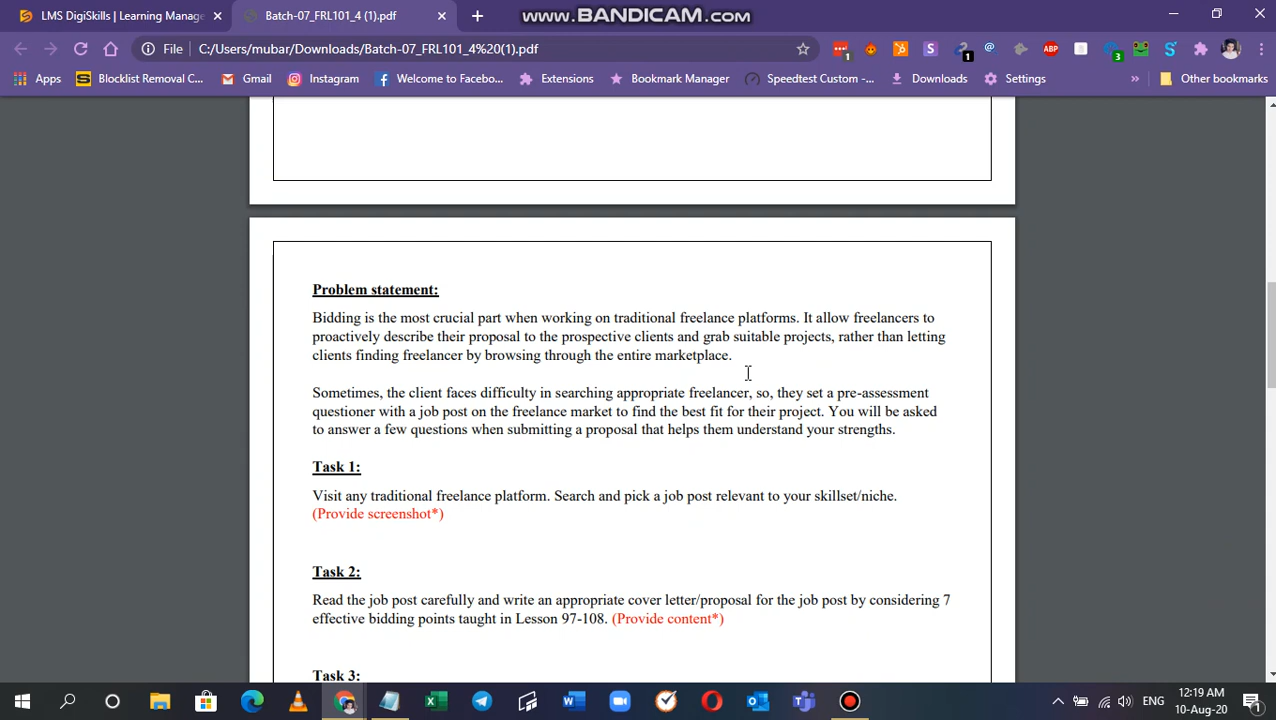 LMS DigiSkills | Learning Manage
Batch-07_FRL101_4 (1).pdf
www.BANDICAM.com
File
C:/Users/mubar/Downloads/Batch-07_FRL101_4%20(1).pdf
1
S
1
ABP
3
Apps
Blocklist Removal C...
Gmail
Instagram
Welcome to Facebo...
Extensions
Bookmark Manager
Speedtest Custom -...
Downloads
Settings
»
Other bookmarks
Problem statement:
Bidding is the most crucial part when working on traditional freelance platforms. It allow freelancers to
proactively describe their proposal to the prospective clients and grab suitable projects, rather than letting
clients finding freelancer by browsing through the entire marketplace.
Sometimes, the client faces difficulty in searching appropriate freelancer, so, they set a pre-assessment
questioner with a job post on the freelance market to find the best fit for their project. You will be asked
to answer a few questions when submitting a proposal that helps them understand your strengths.
Task 1:
Visit any traditional freelance platform. Search and pick a job post relevant to your skillset/niche.
(Provide screenshot*)
Task 2:
Read the job post carefully and write an appropriate cover letter/proposal for the job post by considering 7
effective bidding points taught in Lesson 97-108. (Provide content*)
Task 3:
ENG
12:19 AM
10-Aug-20
1